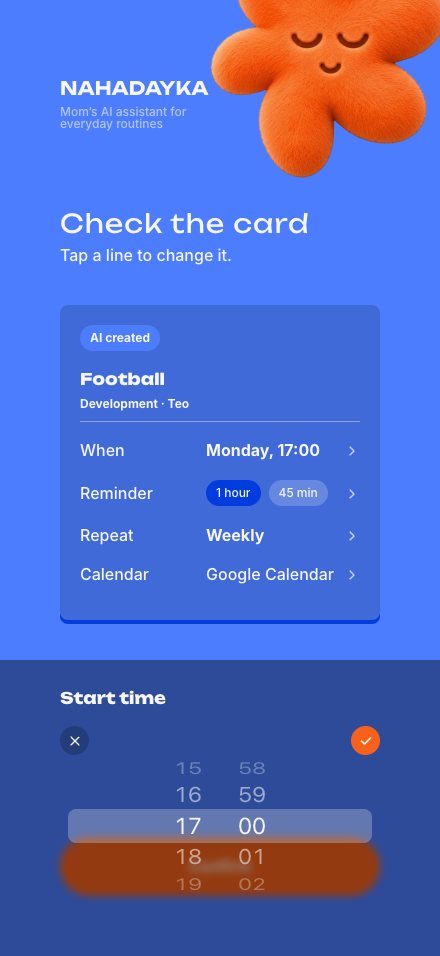 NAHADAYKA
Mom's AI assistant for
everyday routines
Check the card
Tap a line to change it.
AI created
Football
Development · Teo
When Monday, 17:00
Reminder 1 hour 45 min
Repeat Weekly
Calendar Google Calendar
Start time
15 58
16 59
17 00
18 01
19 02